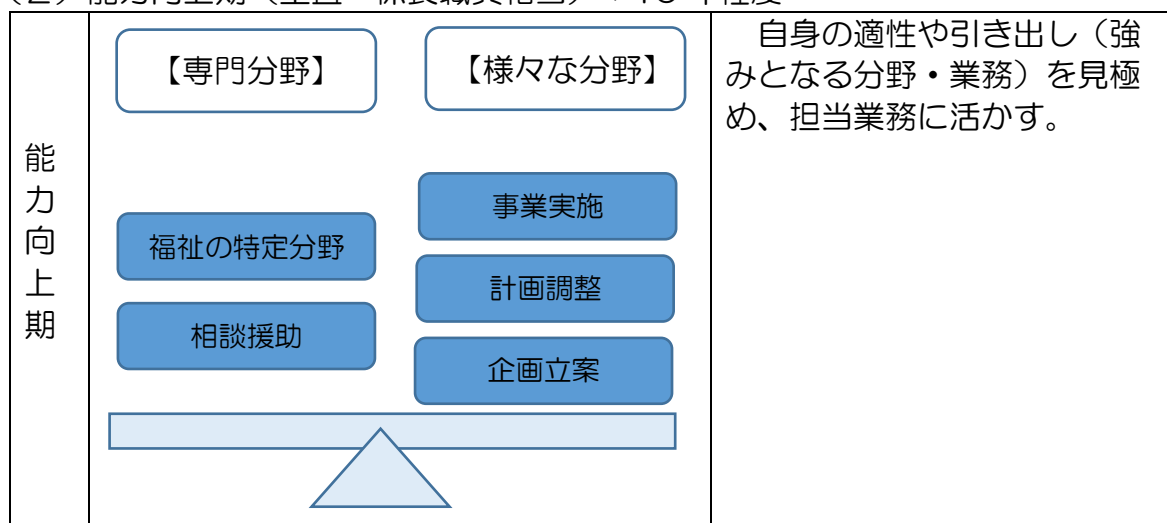 能力向上期
【専門分野】
【様々な分野】
福祉の特定分野
相談援助
事業実施
計画調整
企画立案
自身の適性や引き出し（強
みとなる分野・業務）を見極
め、担当業務に活かす。